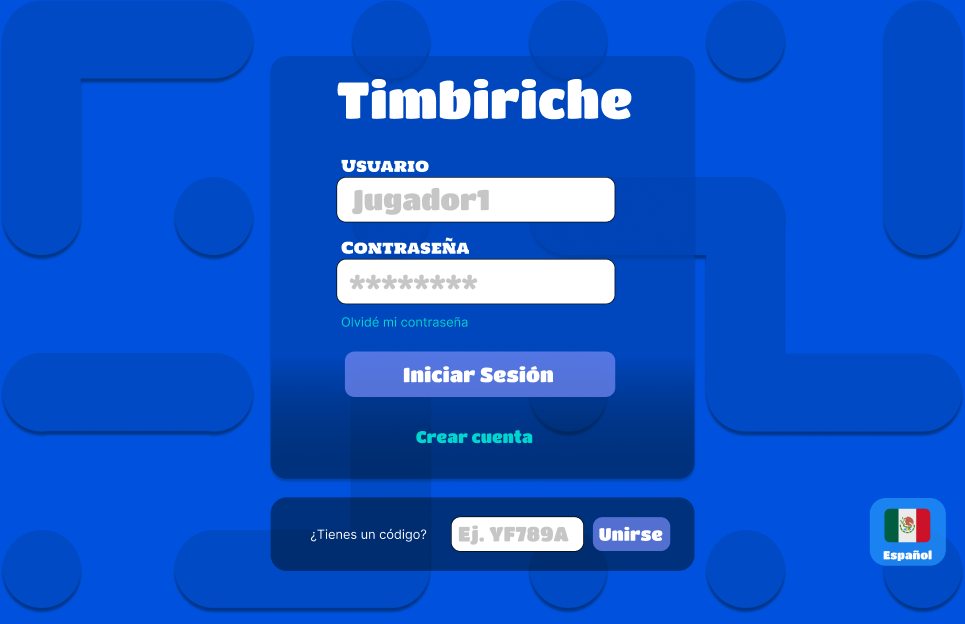 Timbiriche
Usuario
Jugador1
Contraseña
********
Olvidé mi contraseña
Iniciar Sesión
Crear cuenta
¿Tienes un código? Ej. YF789A Unirse
Español